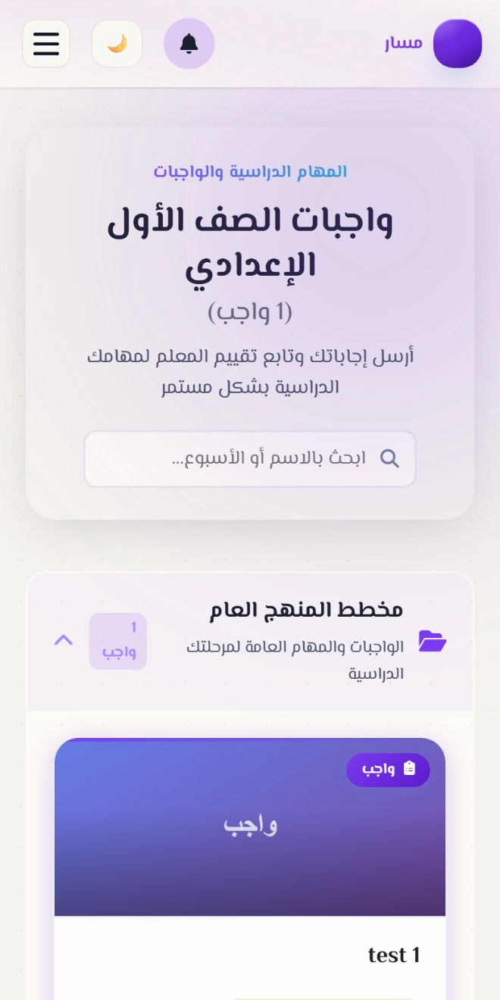 مسار
المهام الدراسية والواجبات
واجبات الصف الأول
الإعدادي
(1 واجب)
أرسل إجاباتك وتابع تقييم المعلم لمهامك
الدراسية بشكل مستمر
ابحث بالاسم أو الأسبوع...
مخطط المنهج العام
الواجبات والمهام العامة لمرحلتك
الدراسية
1
واجب
واجب
واجب
test 1